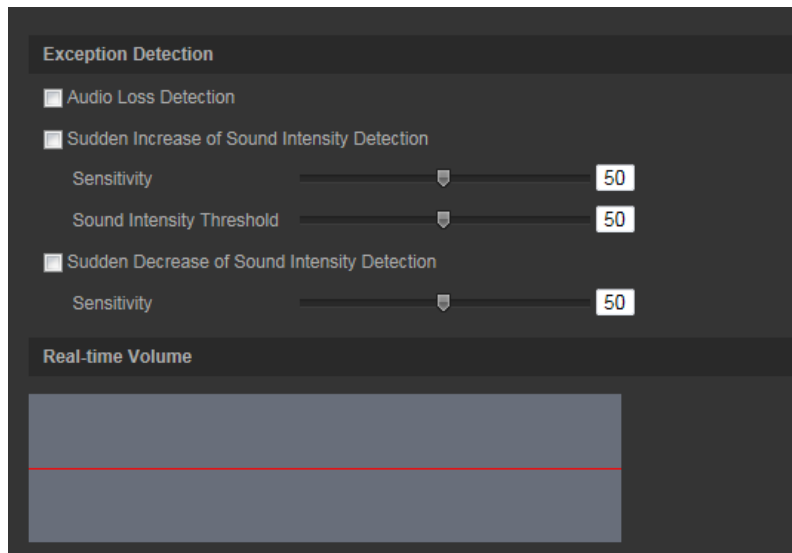 Exception Detection
Audio Loss Detection
Sudden Increase of Sound Intensity Detection
Sensitivity 50
Sound Intensity Threshold 50
Sudden Decrease of Sound Intensity Detection
Sensitivity 50
Real-time Volume